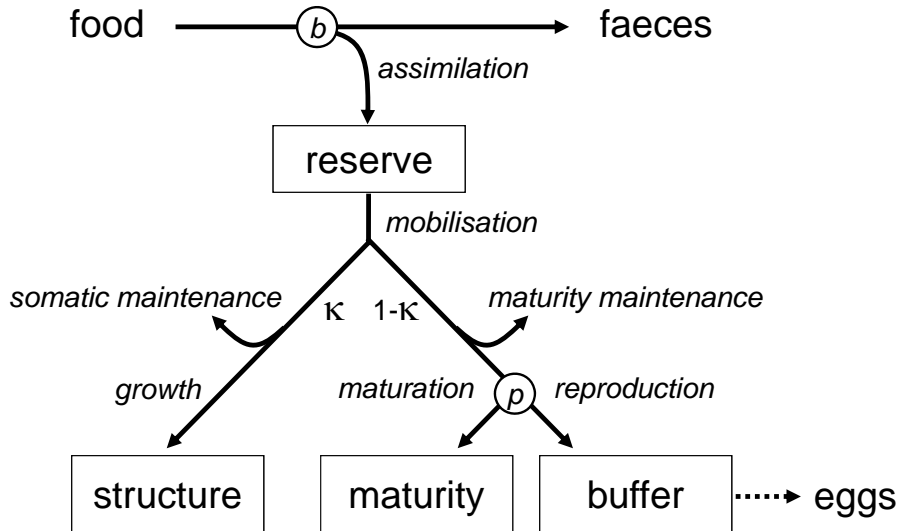 food b faeces
assimilation
reserve
mobilisation
somatic maintenance κ 1-κ maturity maintenance
growth maturation p reproduction
structure maturity buffer eggs